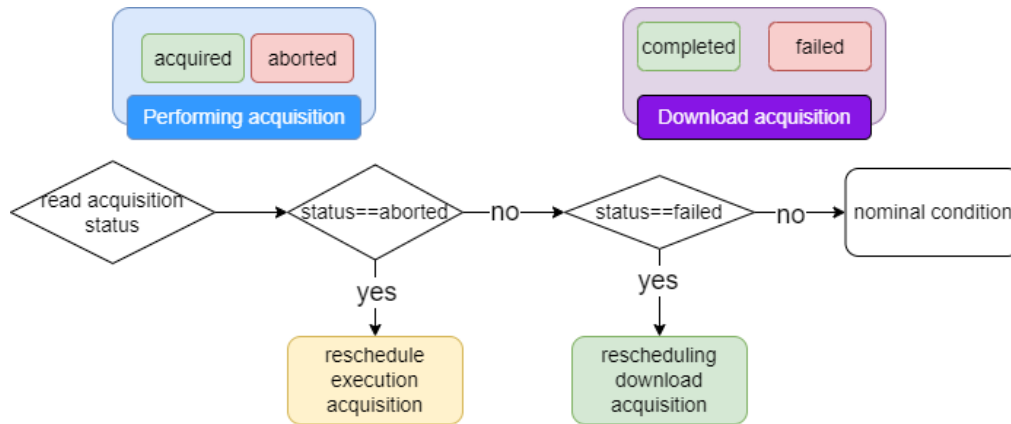 acquired
aborted
Performing acquisition
completed
failed
Download acquisition
read acquisition
status
status==aborted
no
status==failed
no
nominal condition
yes
yes
reschedule
execution
acquisition
rescheduling
download
acquisition